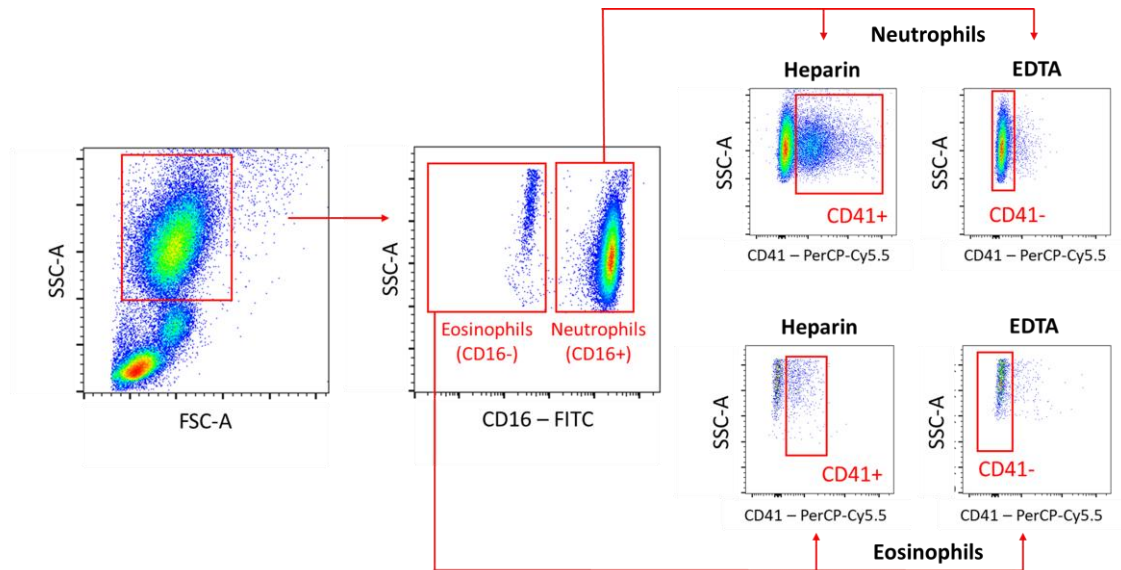 Neutrophils
Heparin
EDTA
SSC-A
CD41+
SSC-A
CD41-
CD41 – PerCP-Cy5.5
CD41 – PerCP-Cy5.5
SSC-A
FSC-A
SSC-A
Eosinophils
(CD16-)
Neutrophils
(CD16+)
CD16 – FITC
Heparin
EDTA
SSC-A
CD41+
SSC-A
CD41-
CD41 – PerCP-Cy5.5
CD41 – PerCP-Cy5.5
Eosinophils